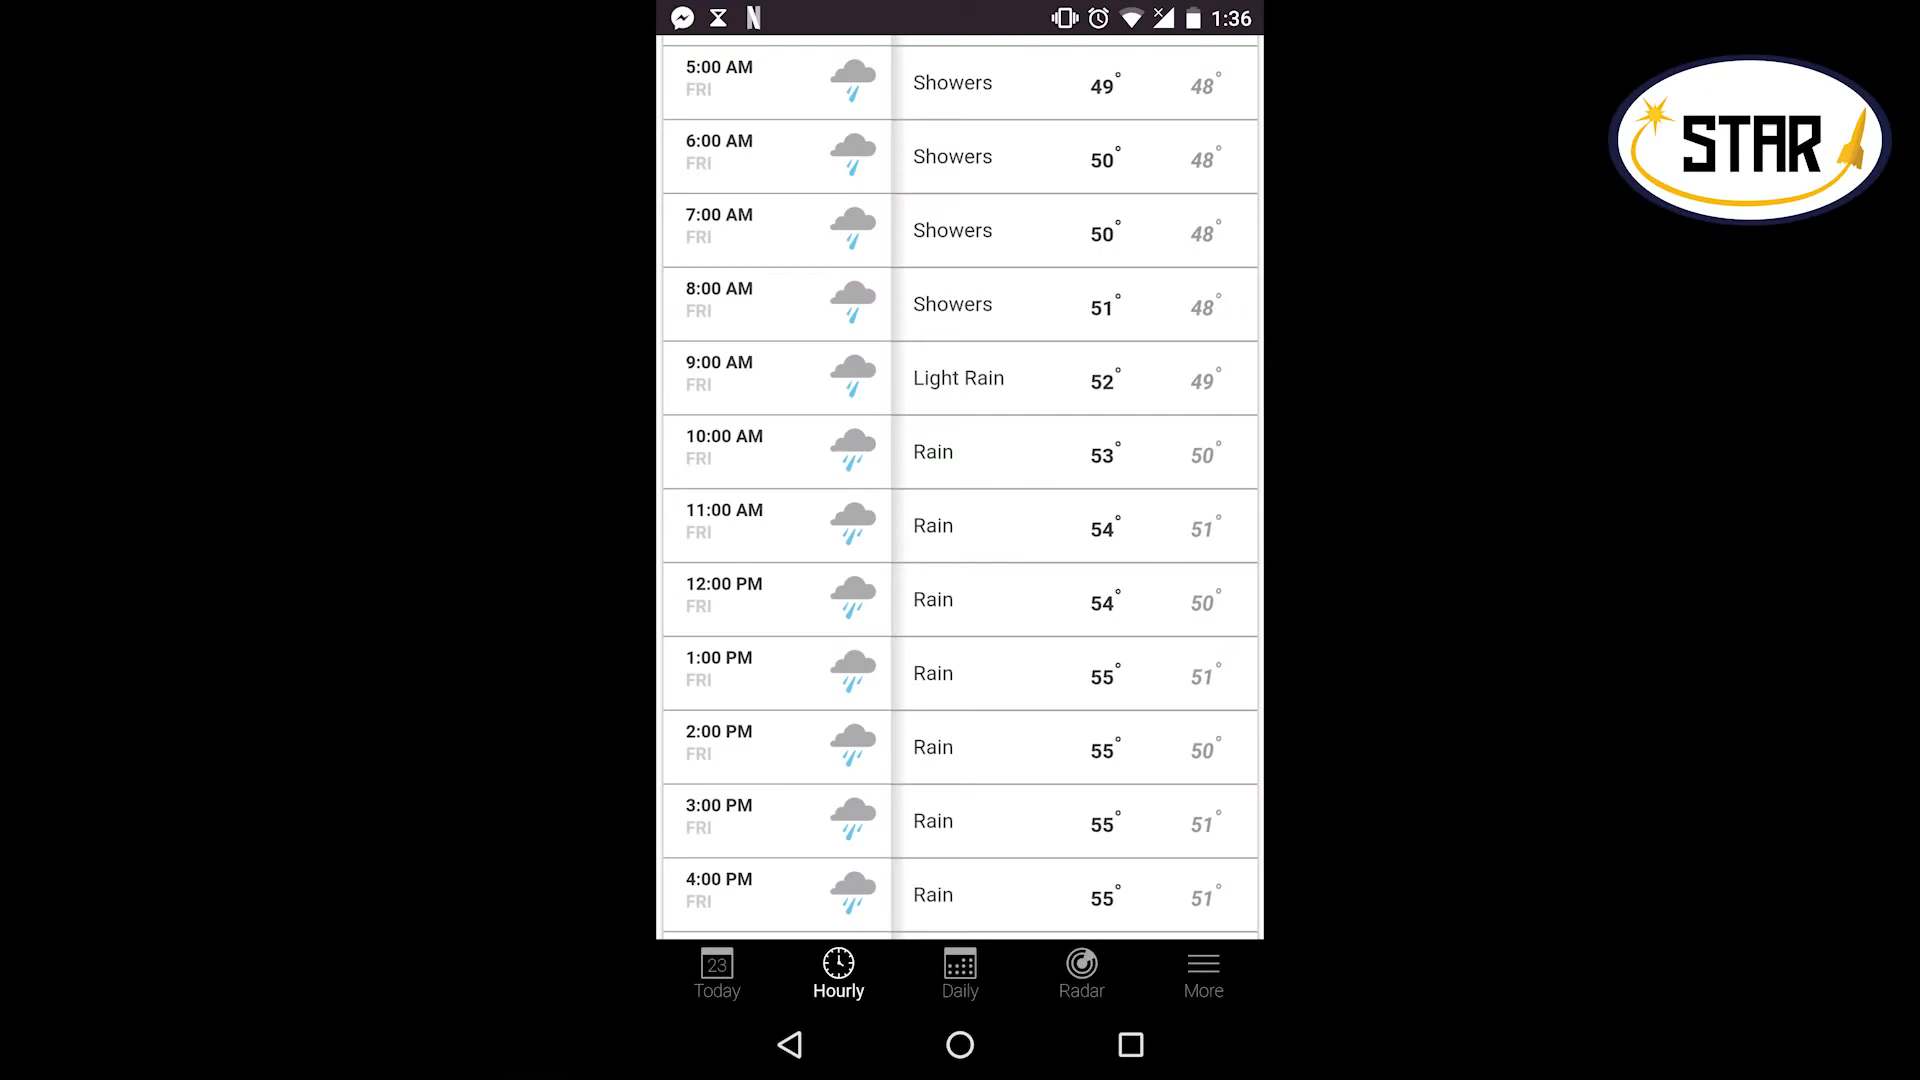 1:36
5:00 AM Showers 49° 48°
FRI
6:00 AM Showers 50° 48°
FRI
7:00 AM Showers 50° 48°
FRI
8:00 AM Showers 51° 48°
FRI
9:00 AM Light Rain 52° 49°
FRI
10:00 AM Rain 53° 50°
FRI
11:00 AM Rain 54° 51°
FRI
12:00 PM Rain 54° 50°
FRI
1:00 PM Rain 55° 51°
FRI
2:00 PM Rain 55° 50°
FRI
3:00 PM Rain 55° 51°
FRI
4:00 PM Rain 55° 51°
FRI
23
Today Hourly Daily Radar More
STAR